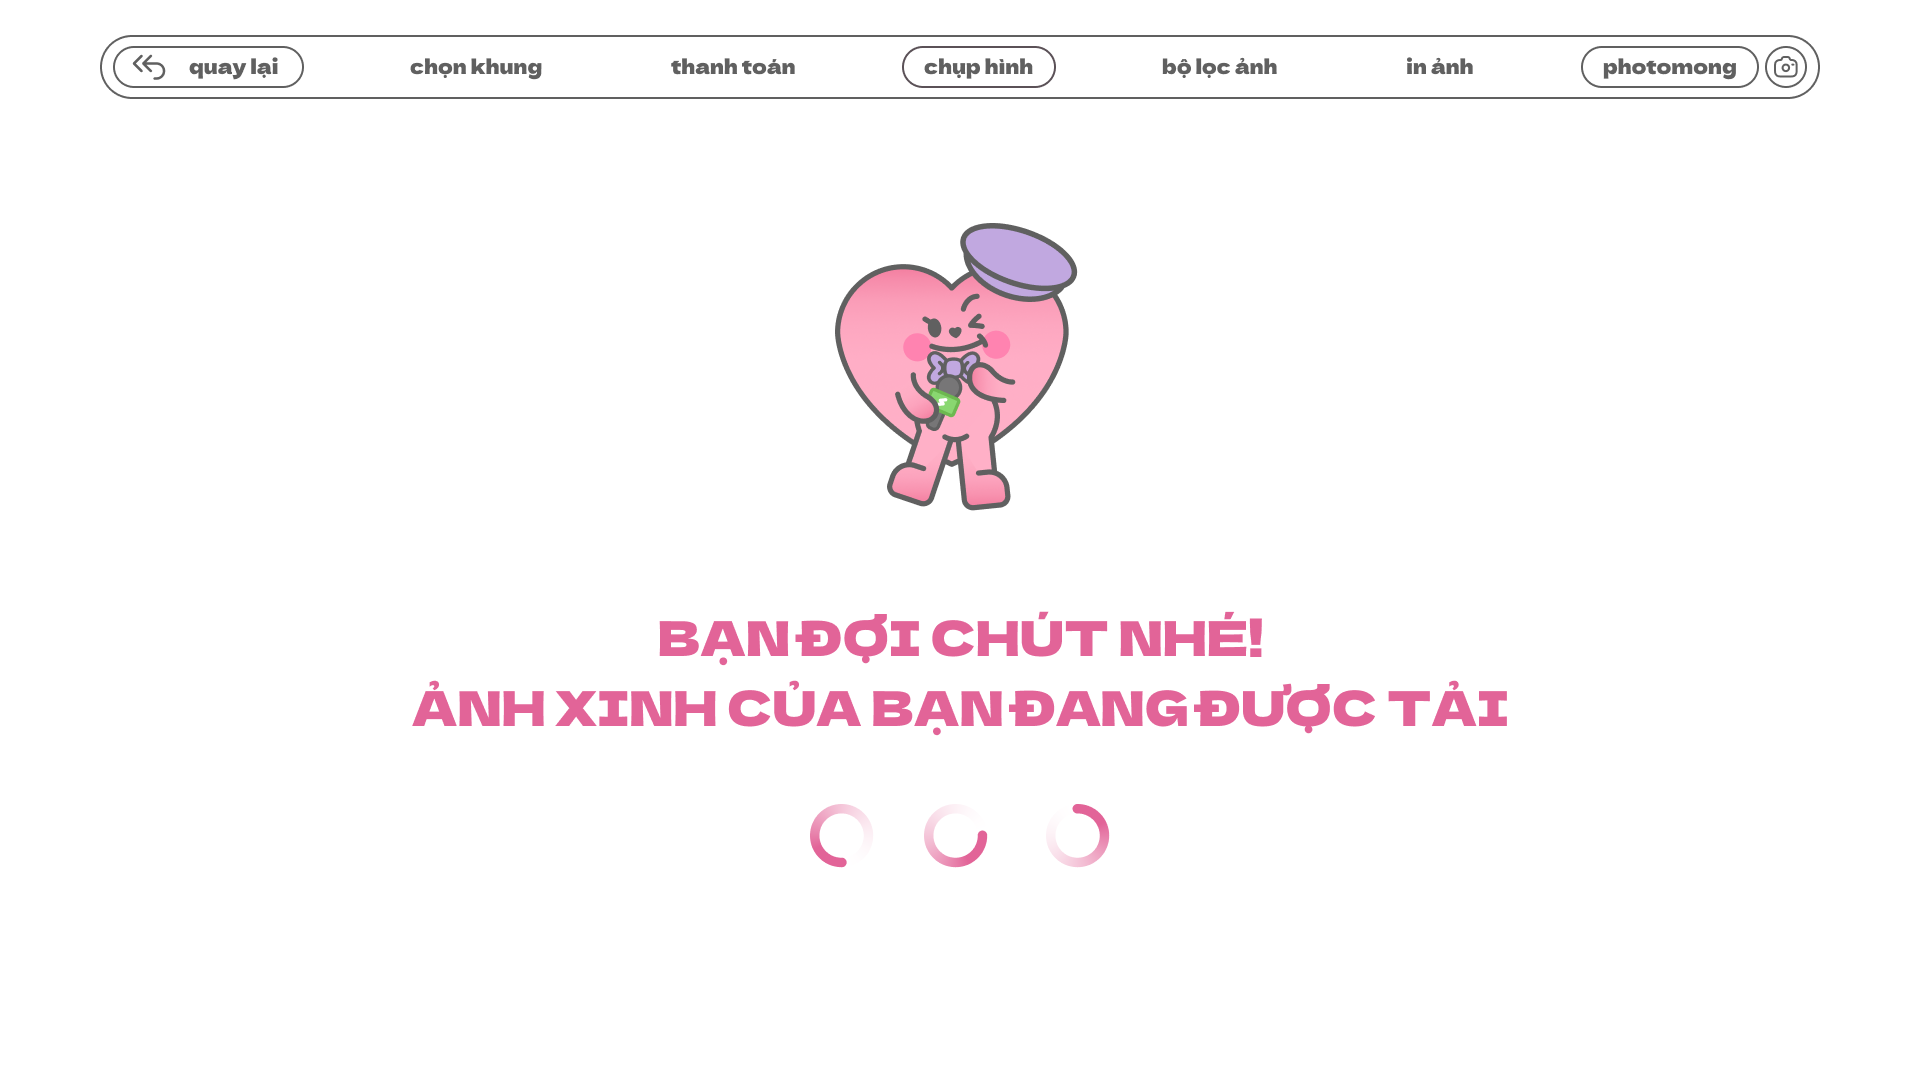 quay lại
chọn khung
thanh toán
chụp hình
bộ lọc ảnh
in ảnh
photomong
BẠN ĐỢI CHÚT NHÉ!
ẢNH XINH CỦA BẠN ĐANG ĐƯỢC TẢI